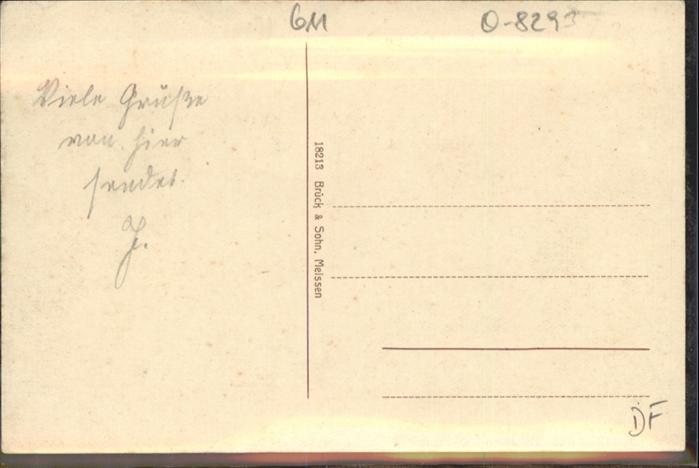 6M
O-8293
Viele Grüße
von hier
sendet
J.
18213 Brück & Sohn, Meissen
DF